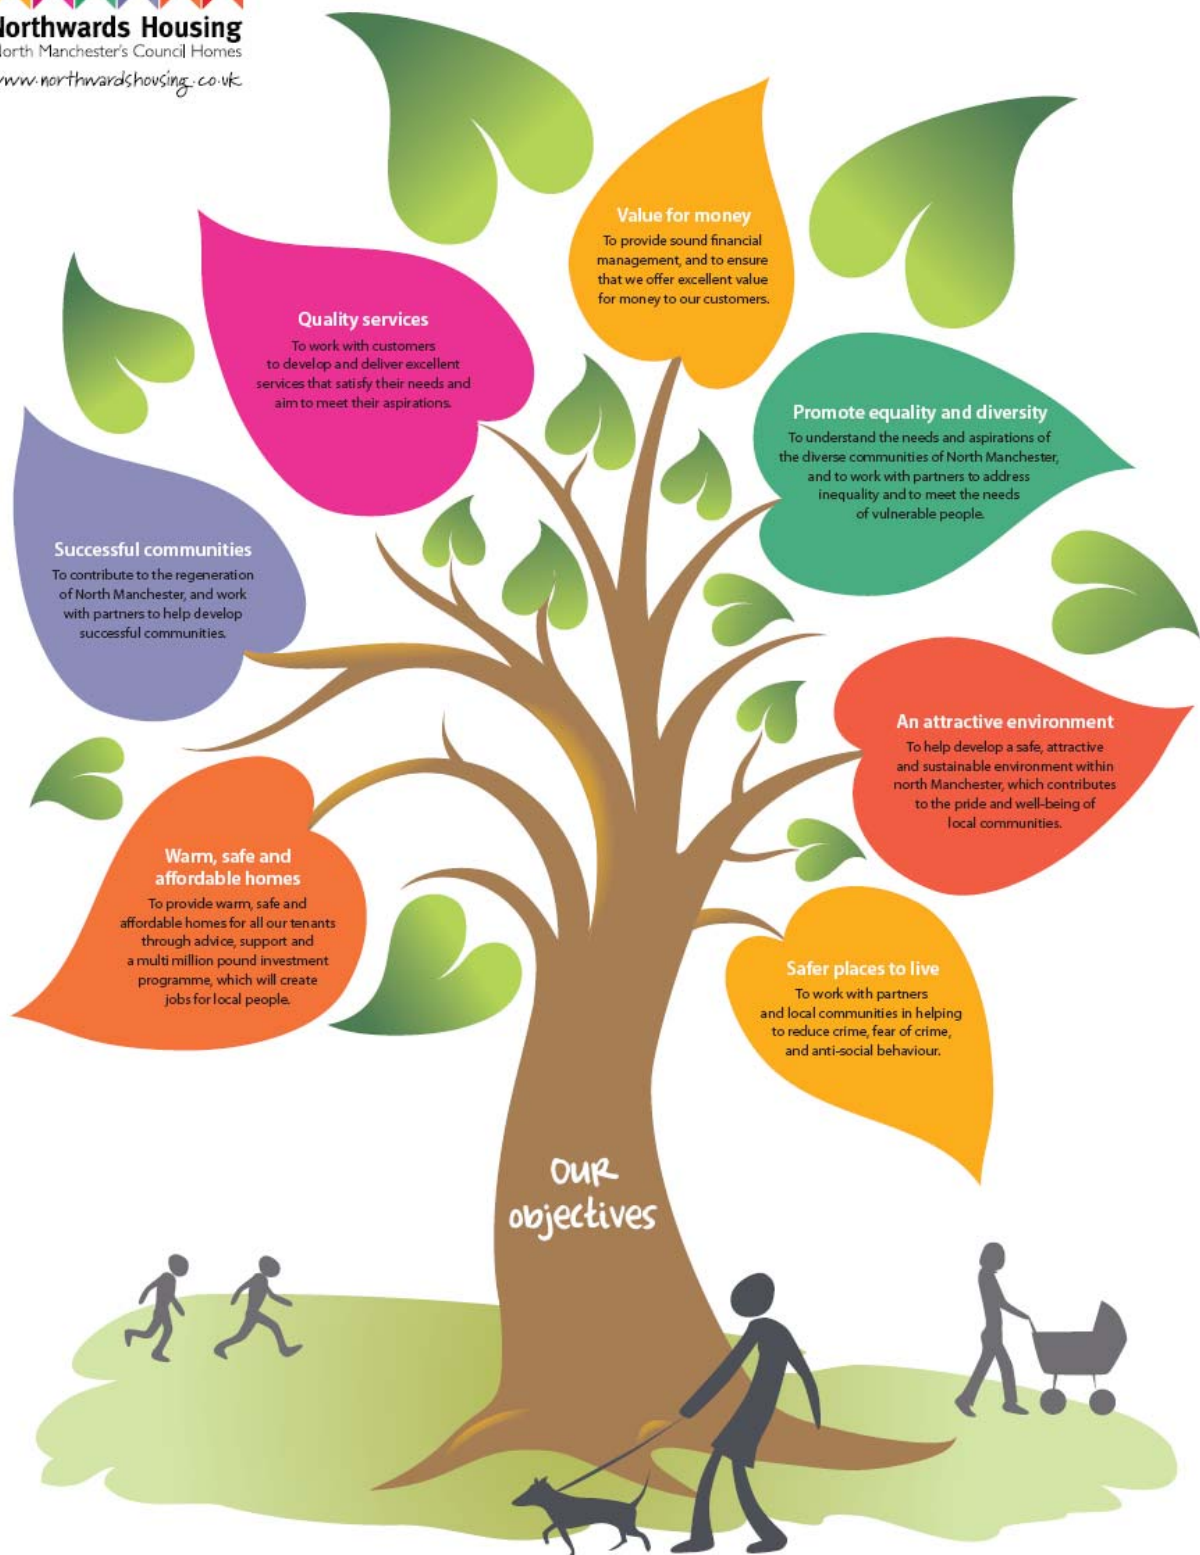 Northwards Housing
North Manchester's Council Homes
www.northwardshousing.co.uk
Value for money
To provide sound financial
management, and to ensure
that we offer excellent value
for money to our customers.
Quality services
To work with customers
to develop and deliver excellent
services that satisfy their needs and
aim to meet their aspirations.
Promote equality and diversity
To understand the needs and aspirations of
the diverse communities of North Manchester,
and to work with partners to address
inequality and to meet the needs
of vulnerable people.
Successful communities
To contribute to the regeneration
of North Manchester, and work
with partners to help develop
successful communities.
An attractive environment
To help develop a safe, attractive
and sustainable environment within
north Manchester, which contributes
to the pride and well-being of
local communities.
Warm, safe and
affordable homes
To provide warm, safe and
affordable homes for all our tenants
through advice, support and
a multi million pound investment
programme, which will create
jobs for local people.
Safer places to live
To work with partners
and local communities in helping
to reduce crime, fear of crime,
and anti-social behaviour.
our
objectives